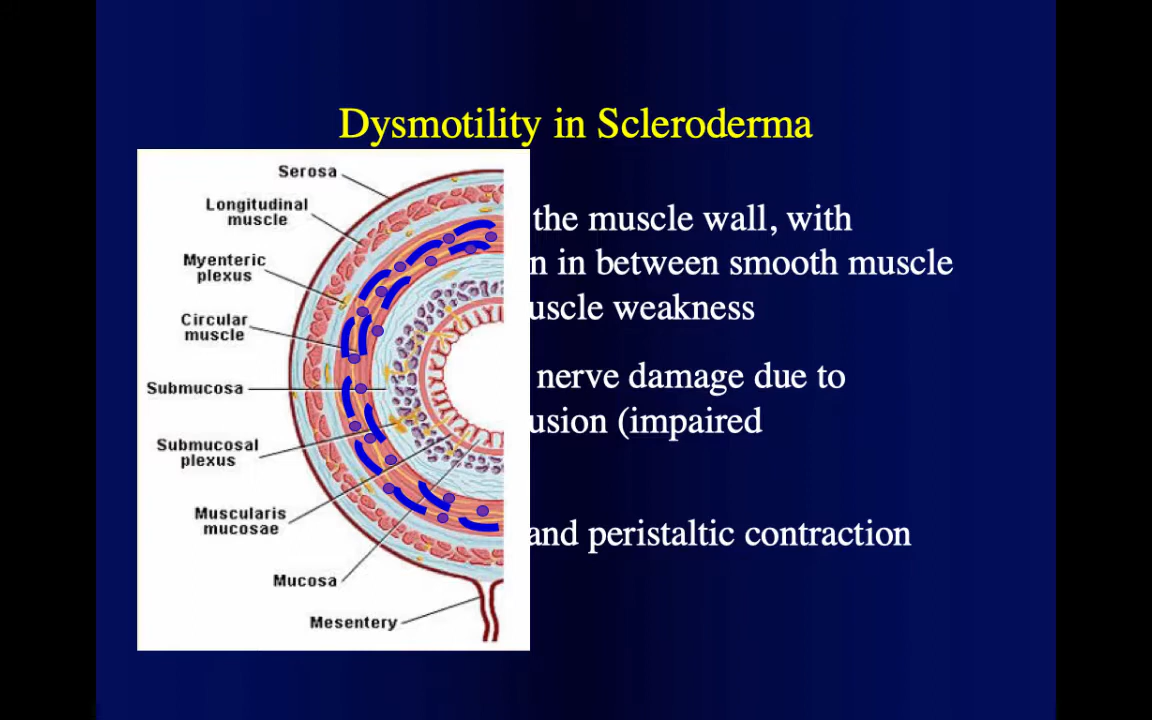 Dysmotility in Scleroderma
Serosa
Longitudinal
muscle
Myenteric
plexus
Circular
muscle
Submucosa
Submucosal
plexus
Muscularis
mucosae
Mucosa
Mesentery
the muscle wall, with
n in between smooth muscle
uscle weakness
nerve damage due to
usion (impaired
and peristaltic contraction